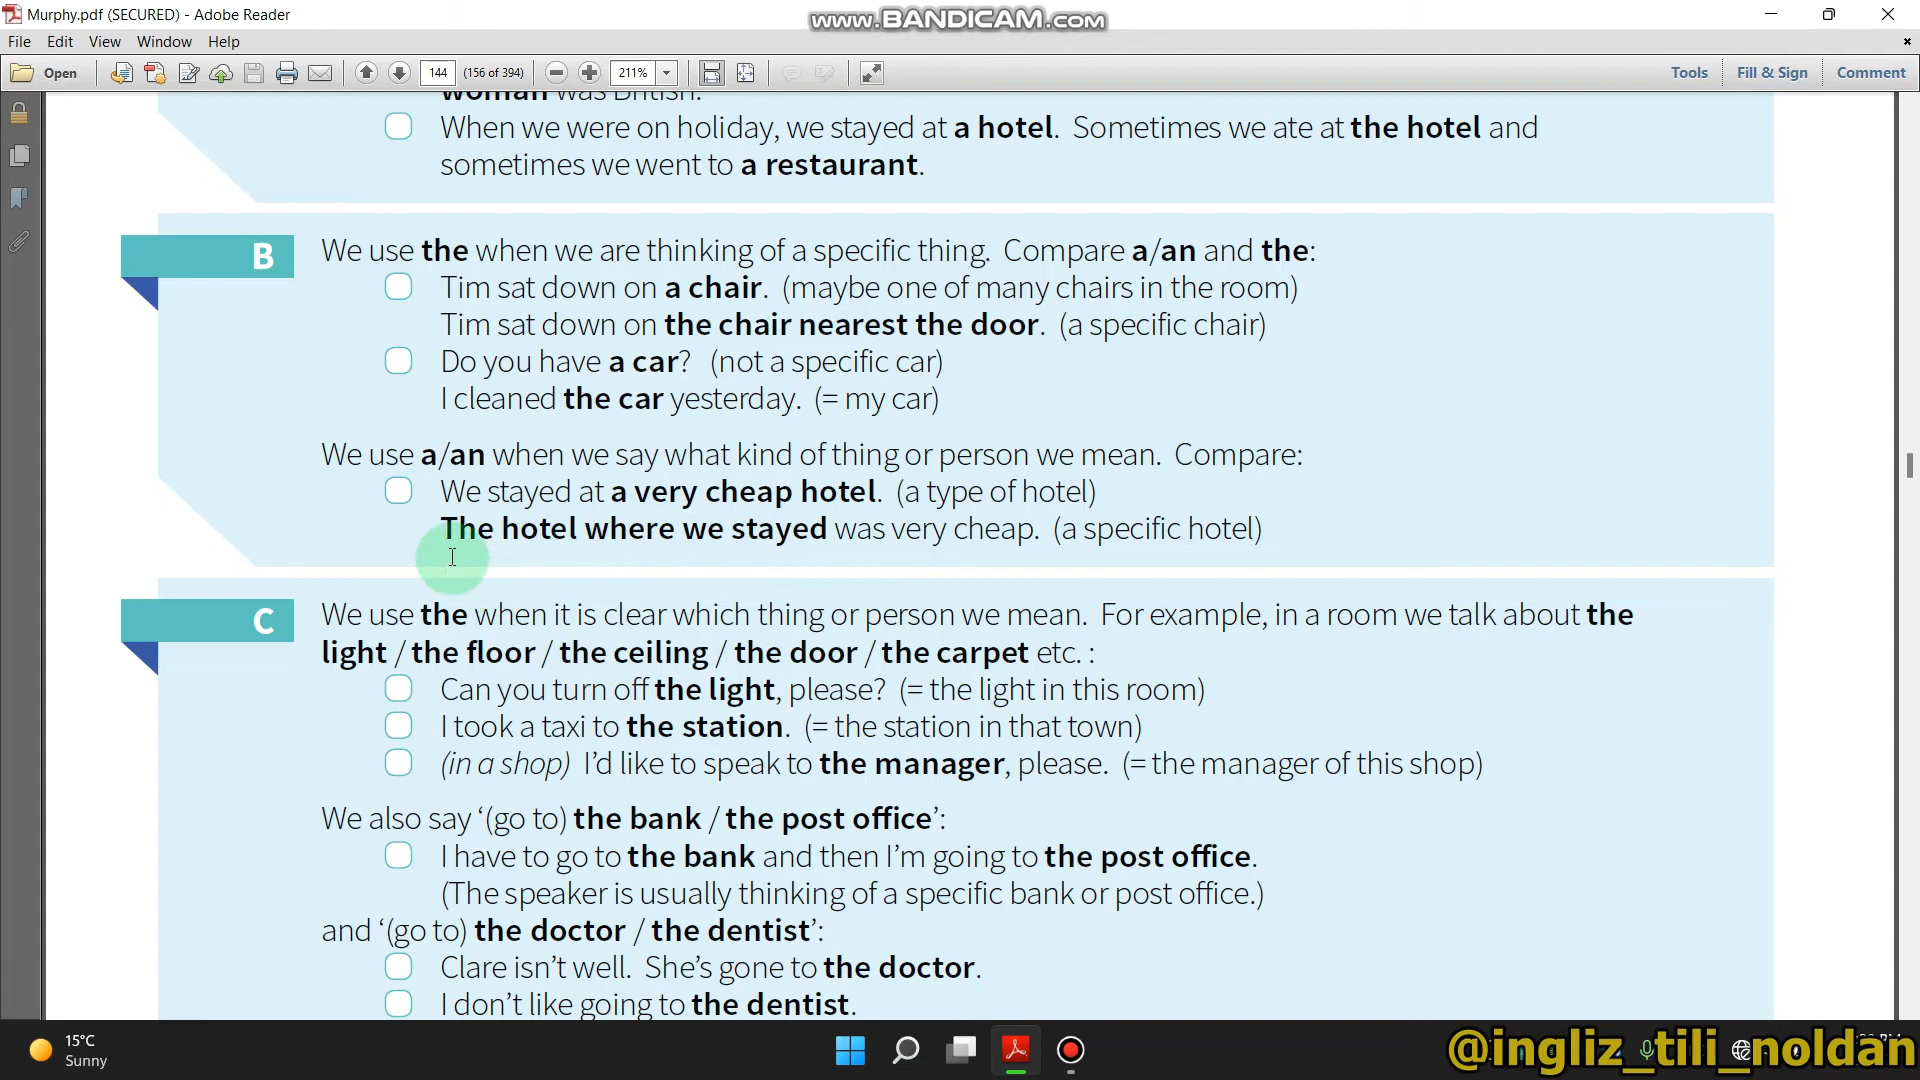 Murphy.pdf (SECURED) - Adobe Reader
www.BANDICAM.com
File Edit View Window Help
Open 144 (156 of 394) 211% Tools Fill & Sign Comment
woman was British.
When we were on holiday, we stayed at a hotel. Sometimes we ate at the hotel and
sometimes we went to a restaurant.
B
We use the when we are thinking of a specific thing. Compare a/an and the:
Tim sat down on a chair. (maybe one of many chairs in the room)
Tim sat down on the chair nearest the door. (a specific chair)
Do you have a car? (not a specific car)
I cleaned the car yesterday. (= my car)
We use a/an when we say what kind of thing or person we mean. Compare:
We stayed at a very cheap hotel. (a type of hotel)
The hotel where we stayed was very cheap. (a specific hotel)
C
We use the when it is clear which thing or person we mean. For example, in a room we talk about the
light / the floor / the ceiling / the door / the carpet etc. :
Can you turn off the light, please? (= the light in this room)
I took a taxi to the station. (= the station in that town)
(in a shop) I’d like to speak to the manager, please. (= the manager of this shop)
We also say ‘(go to) the bank / the post office’:
I have to go to the bank and then I’m going to the post office.
(The speaker is usually thinking of a specific bank or post office.)
and ‘(go to) the doctor / the dentist’:
Clare isn’t well. She’s gone to the doctor.
I don’t like going to the dentist.
15°C
Sunny
@ingliz_tili_noldan